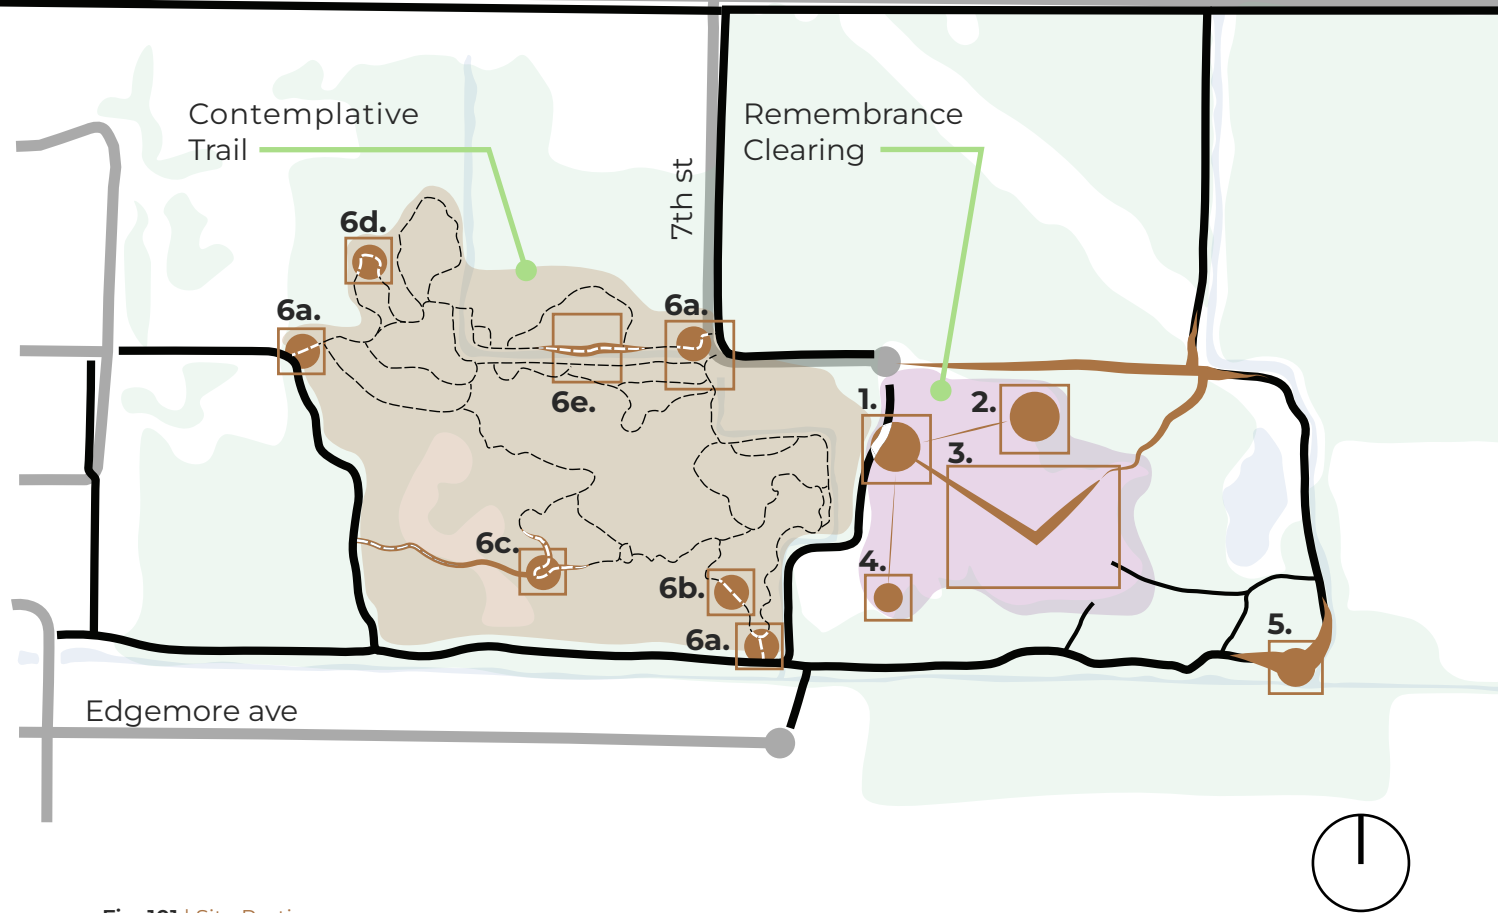 Contemplative
Trail
Remembrance
Clearing
7th st
6d.
6a.
6a.
6e.
1.
2.
3.
6c.
4.
6b.
6a.
5.
Edgemore ave